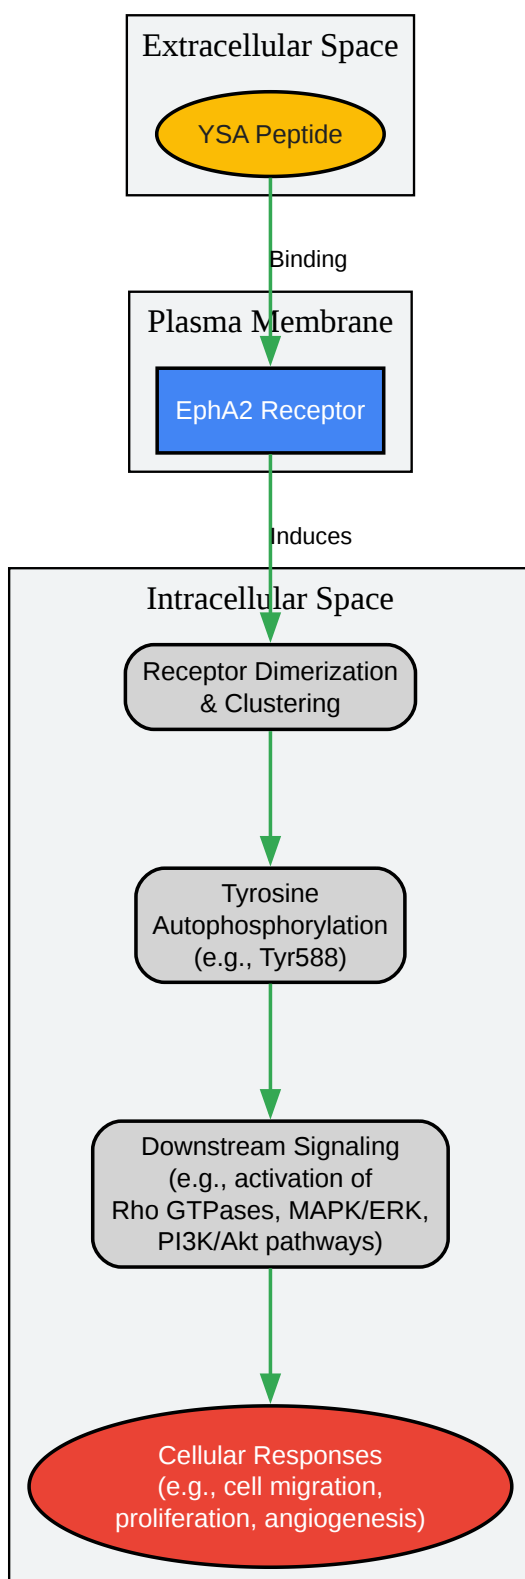 Extracellular Space
YSA Peptide
Binding
Plasma Membrane
EphA2 Receptor
Induces
Intracellular Space
Receptor Dimerization
& Clustering
Tyrosine
Autophosphorylation
(e.g., Tyr588)
Downstream Signaling
(e.g., activation of
Rho GTPases, MAPK/ERK,
PI3K/Akt pathways)
Cellular Responses
(e.g., cell migration,
proliferation, angiogenesis)